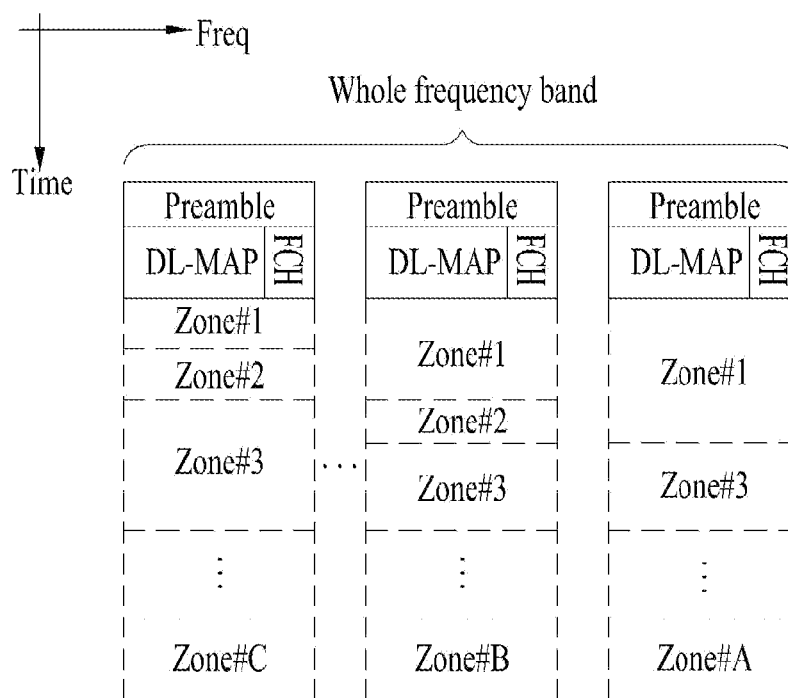 Freq
Whole frequency band
Time
Preamble Preamble Preamble
DL-MAP FCH DL-MAP FCH DL-MAP FCH
Zone#1 Zone#1 Zone#1
Zone#2 Zone#2
Zone#3 ... Zone#3 Zone#3
⋮ ⋮ ⋮
Zone#C Zone#B Zone#A